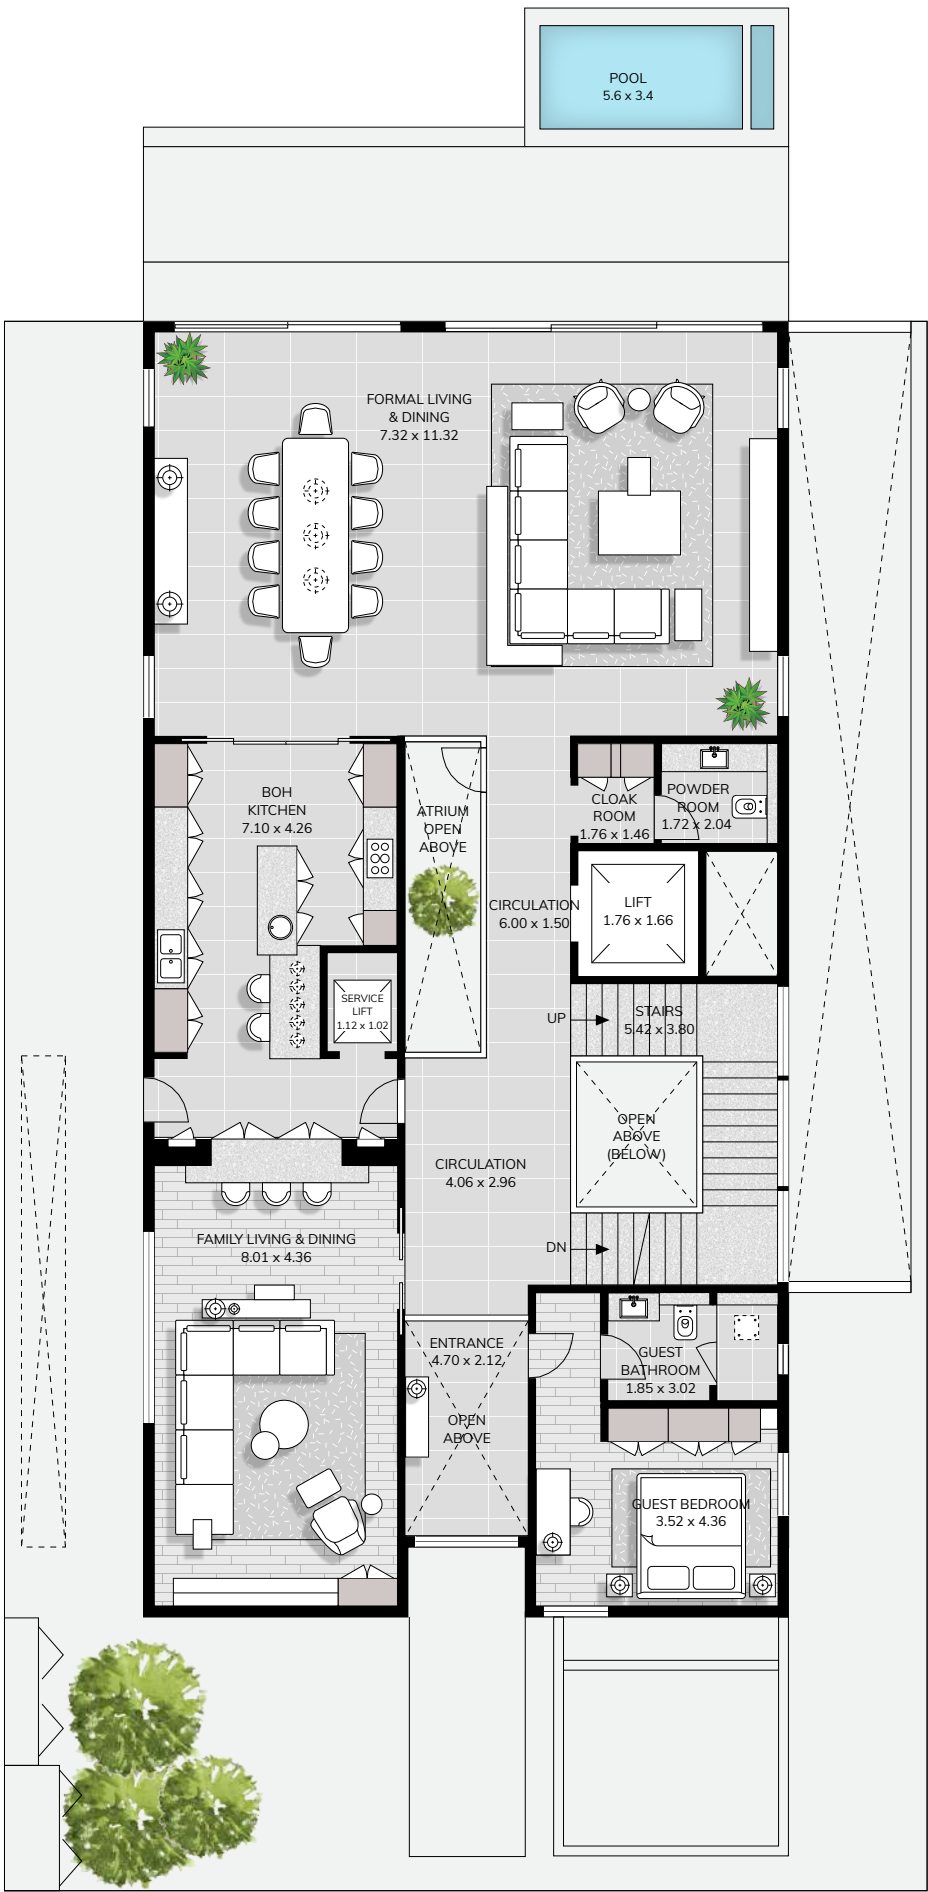 POOL
5.6 x 3.4
FORMAL LIVING
& DINING
7.32 x 11.32
BOH
KITCHEN
7.10 x 4.26
ATRIUM
OPEN
ABOVE
CLOAK
ROOM
1.76 x 1.46
POWDER
ROOM
1.72 x 2.04
CIRCULATION
6.00 x 1.50
LIFT
1.76 x 1.66
SERVICE
LIFT
1.12 x 1.02
UP
STAIRS
5.42 x 3.80
OPEN
ABOVE
(BELOW)
CIRCULATION
4.06 x 2.96
DN
FAMILY LIVING & DINING
8.01 x 4.36
ENTRANCE
4.70 x 2.12
OPEN
ABOVE
GUEST
BATHROOM
1.85 x 3.02
GUEST BEDROOM
3.52 x 4.36